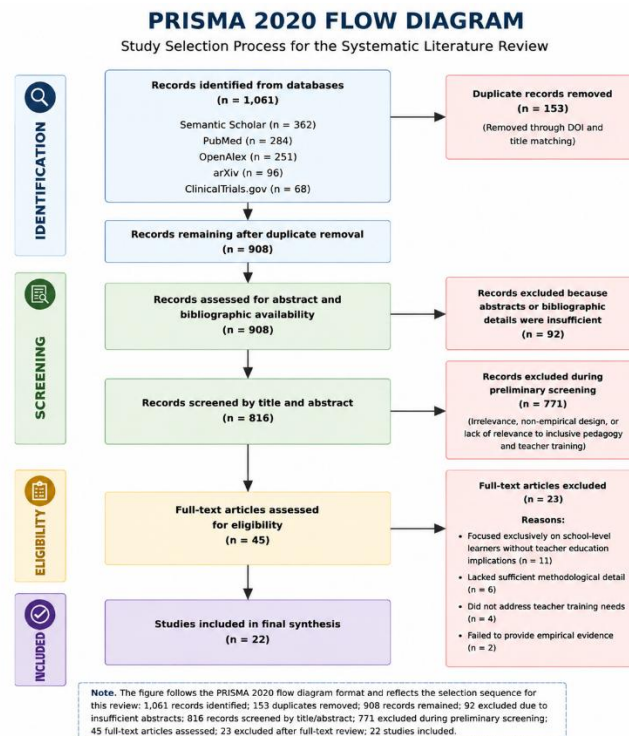 PRISMA 2020 FLOW DIAGRAM
Study Selection Process for the Systematic Literature Review
IDENTIFICATION
Records identified from databases
(n = 1,061)
Semantic Scholar (n = 362)
PubMed (n = 284)
OpenAlex (n = 251)
arXiv (n = 96)
ClinicalTrials.gov (n = 68)
Duplicate records removed
(n = 153)
(Removed through DOI and
title matching)
Records remaining after duplicate removal
(n = 908)
SCREENING
Records assessed for abstract and
bibliographic availability
(n = 908)
Records excluded because
abstracts or bibliographic
details were insufficient
(n = 92)
Records screened by title and abstract
(n = 816)
Records excluded during
preliminary screening
(n = 771)
(Irrelevance, non-empirical design, or
lack of relevance to inclusive pedagogy
and teacher training)
ELIGIBILITY
Full-text articles assessed
for eligibility
(n = 45)
Full-text articles excluded
(n = 23)
Reasons:
• Focused exclusively on school-level
learners without teacher education
implications (n = 11)
• Lacked sufficient methodological detail
(n = 6)
• Did not address teacher training needs
(n = 4)
• Failed to provide empirical evidence
(n = 2)
INCLUDED
Studies included in final synthesis
(n = 22)
Note. The figure follows the PRISMA 2020 flow diagram format and reflects the selection sequence for
this review: 1,061 records identified; 153 duplicates removed; 908 records remained; 92 excluded due to
insufficient abstracts; 816 records screened by title/abstract; 771 excluded during preliminary screening;
45 full-text articles assessed; 23 excluded after full-text review; 22 studies included.